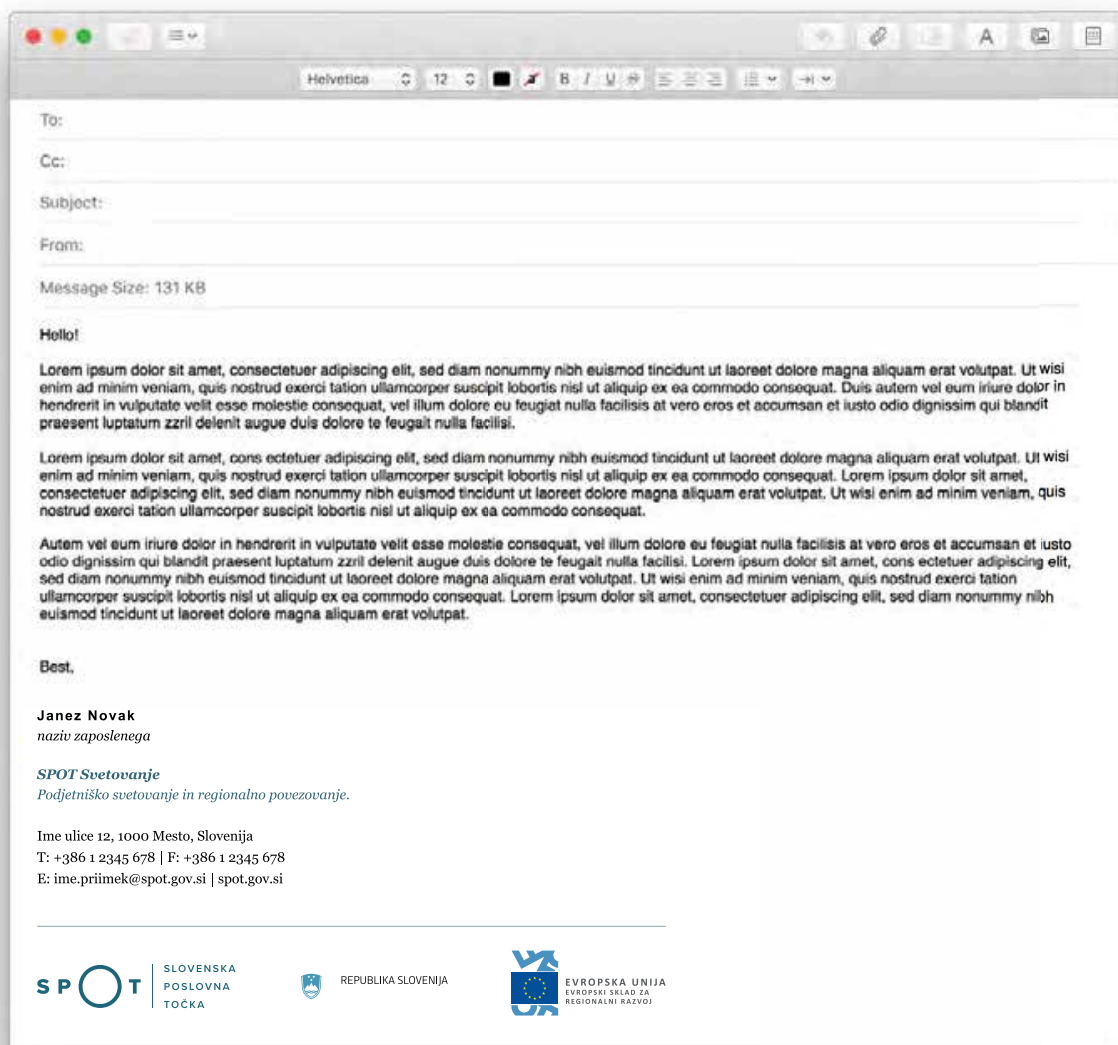 Helvetica 12 B I U S
A
To:
Cc:
Subject:
From:
Message Size: 131 KB
Hello!
Lorem ipsum dolor sit amet, consectetuer adipiscing elit, sed diam nonummy nibh euismod tincidunt ut laoreet dolore magna aliquam erat volutpat. Ut wisi
enim ad minim veniam, quis nostrud exerci tation ullamcorper suscipit lobortis nisl ut aliquip ex ea commodo consequat. Duis autem vel eum iriure dolor in
hendrerit in vulputate velit esse molestie consequat, vel illum dolore eu feugiat nulla facilisis at vero eros et accumsan et iusto odio dignissim qui blandit
praesent luptatum zzril delenit augue duis dolore te feugait nulla facilisi.
Lorem ipsum dolor sit amet, cons ectetuer adipiscing elit, sed diam nonummy nibh euismod tincidunt ut laoreet dolore magna aliquam erat volutpat. Ut wisi
enim ad minim veniam, quis nostrud exerci tation ullamcorper suscipit lobortis nisl ut aliquip ex ea commodo consequat. Lorem ipsum dolor sit amet,
consectetuer adipiscing elit, sed diam nonummy nibh euismod tincidunt ut laoreet dolore magna aliquam erat volutpat. Ut wisi enim ad minim veniam, quis
nostrud exerci tation ullamcorper suscipit lobortis nisl ut aliquip ex ea commodo consequat.
Autem vel eum iriure dolor in hendrerit in vulputate velit esse molestie consequat, vel illum dolore eu feugiat nulla facilisis at vero eros et accumsan et iusto
odio dignissim qui blandit praesent luptatum zzril delenit augue duis dolore te feugait nulla facilisi. Lorem ipsum dolor sit amet, cons ectetuer adipiscing elit,
sed diam nonummy nibh euismod tincidunt ut laoreet dolore magna aliquam erat volutpat. Ut wisi enim ad minim veniam, quis nostrud exerci tation
ullamcorper suscipit lobortis nisl ut aliquip ex ea commodo consequat. Lorem ipsum dolor sit amet, consectetuer adipiscing elit, sed diam nonummy nibh
euismod tincidunt ut laoreet dolore magna aliquam erat volutpat.
Best,
Janez Novak
naziv zaposlenega
SPOT Svetovanje
Podjetniško svetovanje in regionalno povezovanje.
Ime ulice 12, 1000 Mesto, Slovenija
T: +386 1 2345 678 | F: +386 1 2345 678
E: ime.priimek@spot.gov.si | spot.gov.si
SPOT
SLOVENSKA
POSLOVNA
TOČKA
REPUBLIKA SLOVENIJA
EVROPSKA UNIJA
EVROPSKI SKLAD ZA
REGIONALNI RAZVOJ